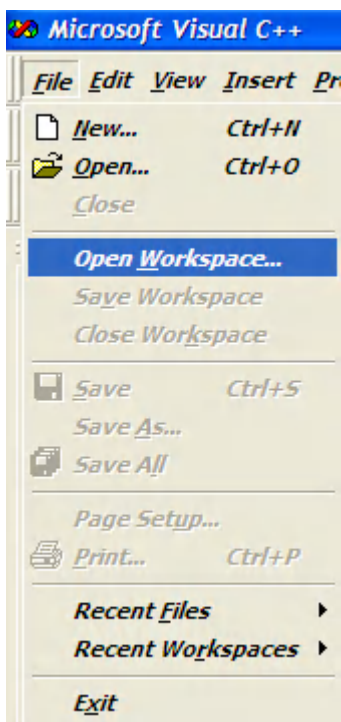 Microsoft Visual C++
File Edit View Insert Pr
New... Ctrl+N
Open... Ctrl+O
Close
Open Workspace...
Save Workspace
Close Workspace
Save Ctrl+S
Save As...
Save All
Page Setup...
Print... Ctrl+P
Recent Files
Recent Workspaces
Exit